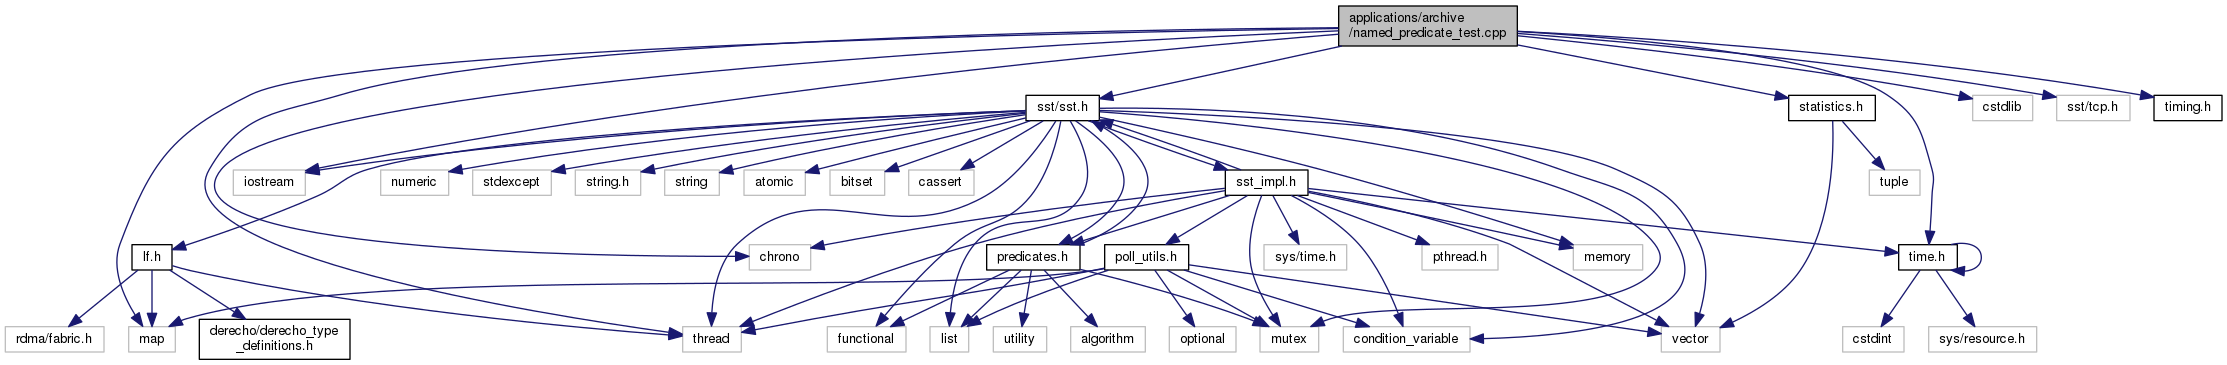 applications/archive
/named_predicate_test.cpp
sst/sst.h
statistics.h
cstdlib
sst/tcp.h
timing.h
iostream
numeric
stdexcept
string.h
string
atomic
bitset
cassert
sst_impl.h
tuple
lf.h
chrono
predicates.h
poll_utils.h
sys/time.h
pthread.h
memory
time.h
rdma/fabric.h
map
derecho/derecho_type
_definitions.h
thread
functional
list
utility
algorithm
optional
mutex
condition_variable
vector
cstdint
sys/resource.h